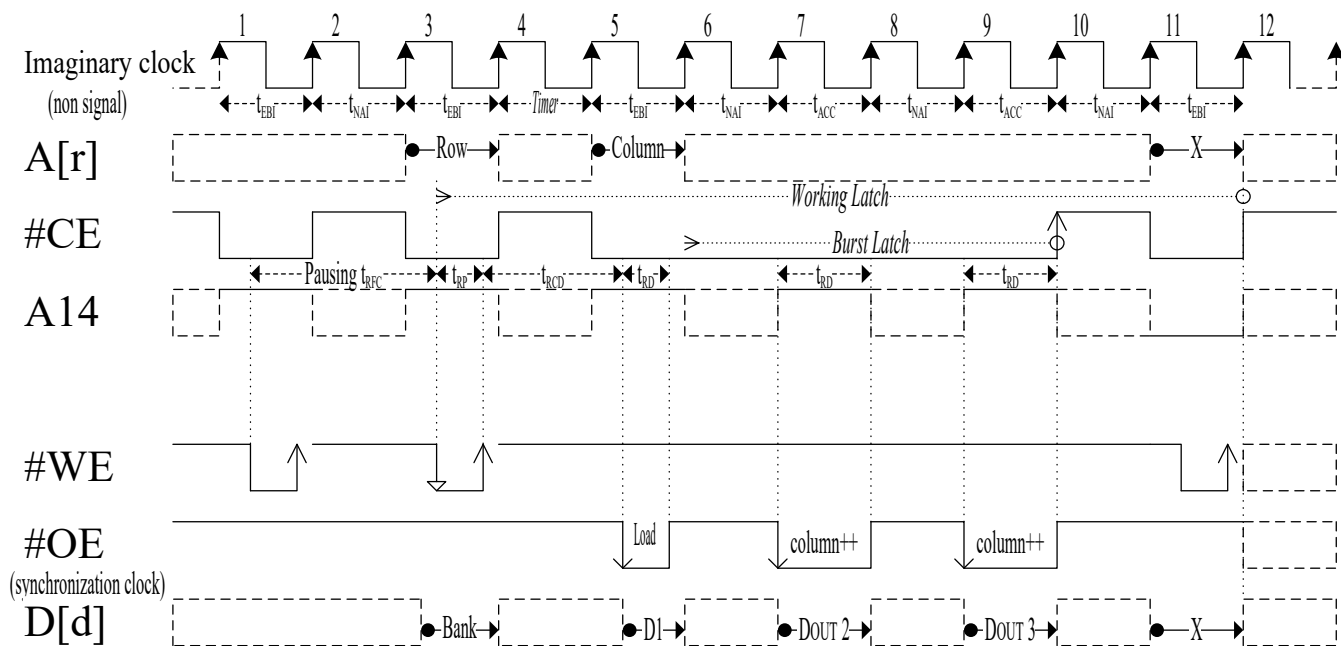 1 2 3 4 5 6 7 8 9 10 11 12
Imaginary clock
(non signal)
tEBI tNAI tEBI Timer tEBI tNAI tACC tNAI tACC tNAI tEBI
A[r]
Row Column X
Working Latch
#CE
Burst Latch
Pausing tRFC tRP tRCD tRD tRD tRD
A14
#WE
#OE
Load column++ column++
(synchronization clock)
D[d]
Bank D1 DOUT 2 DOUT 3 X